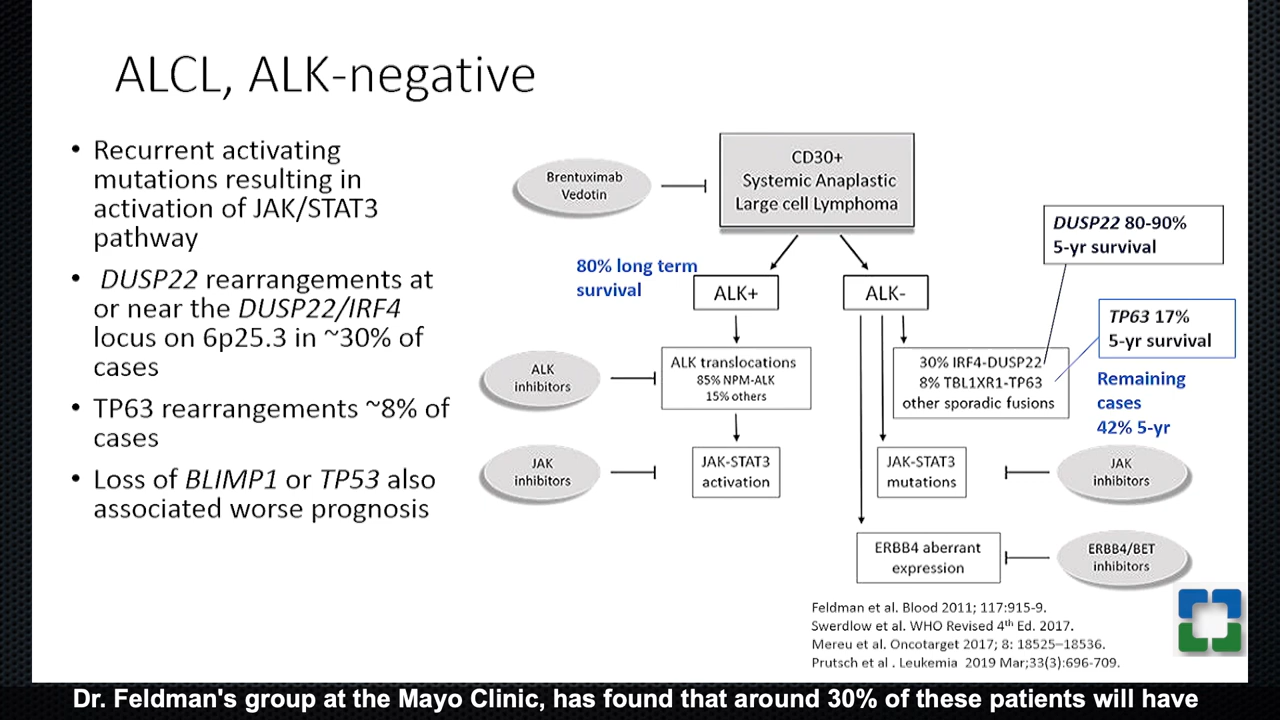 ALCL, ALK-negative
• Recurrent activating
mutations resulting in
activation of JAK/STAT3
pathway
• DUSP22 rearrangements at
or near the DUSP22/IRF4
locus on 6p25.3 in ~30% of
cases
• TP63 rearrangements ~8% of
cases
• Loss of BLIMP1 or TP53 also
associated worse prognosis
Brentuximab
Vedotin
CD30+
Systemic Anaplastic
Large cell Lymphoma
80% long term
survival
ALK+
ALK-
DUSP22 80-90%
5-yr survival
TP63 17%
5-yr survival
Remaining
cases
42% 5-yr
ALK
inhibitors
ALK translocations
85% NPM-ALK
15% others
30% IRF4-DUSP22
8% TBL1XR1-TP63
other sporadic fusions
JAK
inhibitors
JAK-STAT3
activation
JAK-STAT3
mutations
JAK
inhibitors
ERBB4 aberrant
expression
ERBB4/BET
inhibitors
Feldman et al. Blood 2011; 117:915-9.
Swerdlow et al. WHO Revised 4th Ed. 2017.
Mereu et al. Oncotarget 2017; 8: 18525–18536.
Prutsch et al . Leukemia 2019 Mar;33(3):696-709.
Dr. Feldman's group at the Mayo Clinic, has found that around 30% of these patients will have